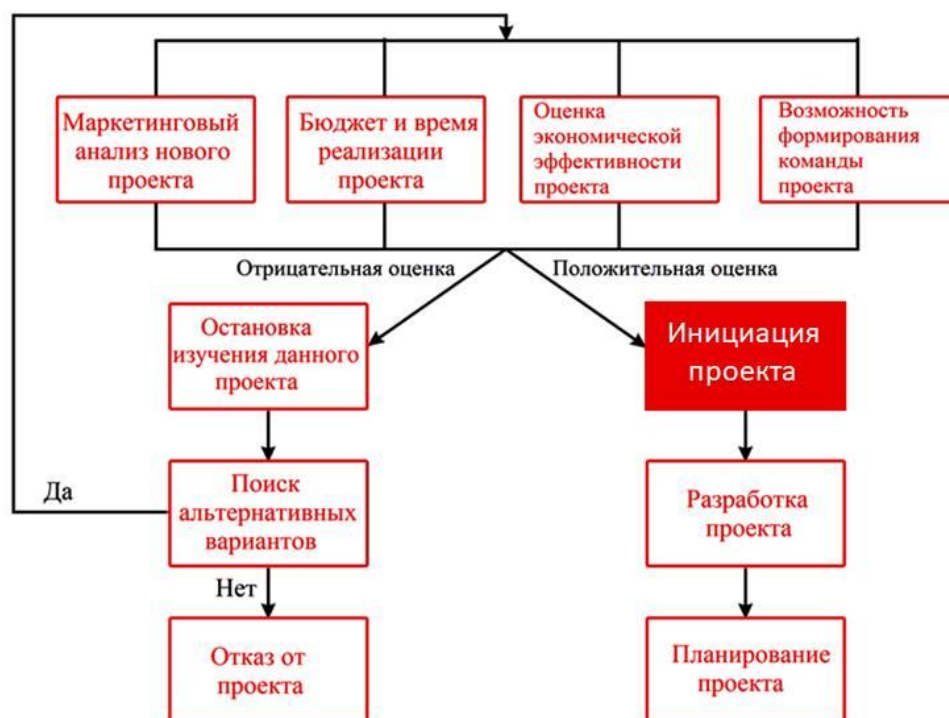 Маркетинговый
анализ нового
проекта
Бюджет и время
реализации
проекта
Оценка
экономической
эффективности
проекта
Возможность
формирования
команды
проекта
Отрицательная оценка
Положительная оценка
Остановка
изучения данного
проекта
Инициация
проекта
Да
Поиск
альтернативных
вариантов
Разработка
проекта
Нет
Отказ от
проекта
Планирование
проекта